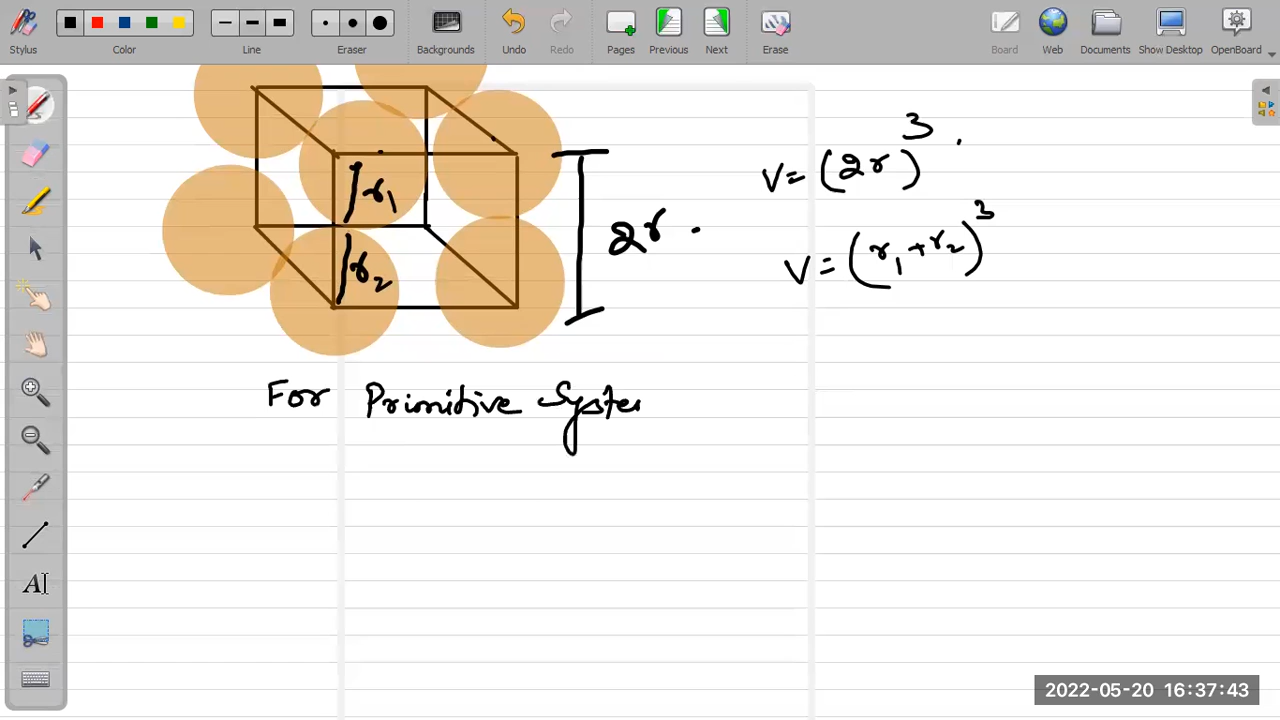 Stylus Color Line Eraser Backgrounds Undo Redo Pages Previous Next Erase Board Web Documents Show Desktop OpenBoard
3
V = (2r) .
r1
2r .
V = (r1 + r2)3
r2
For Primitive System
AI
2022-05-20 16:37:43